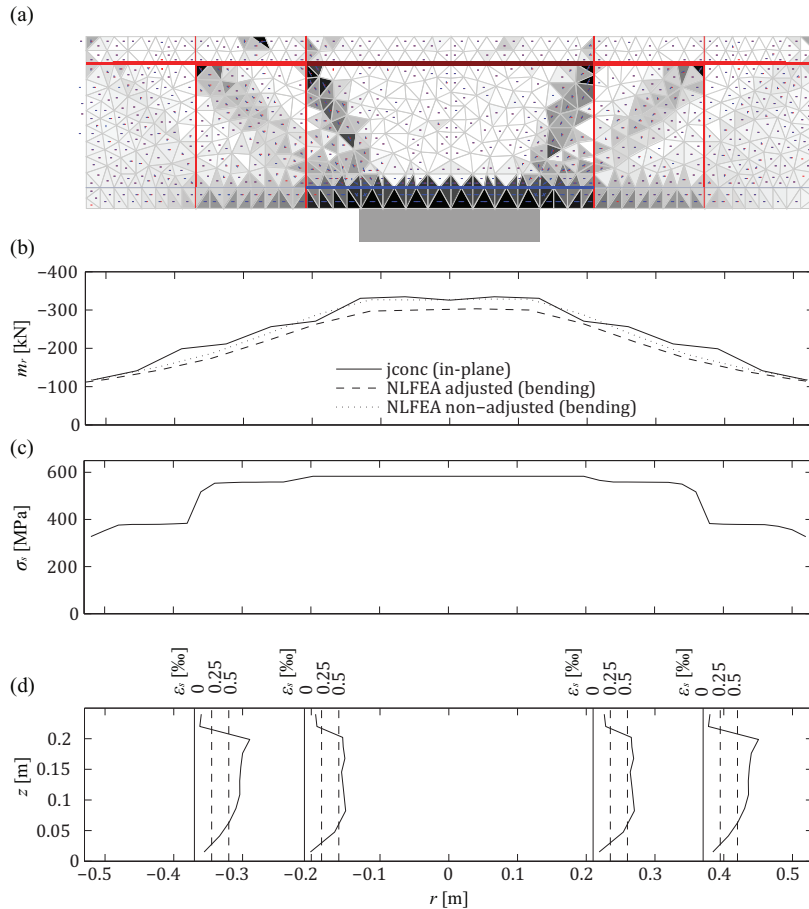 (a)
(b)
−400
−300
−200
−100
0
m_r [kN]
jconc (in-plane)
NLFEA adjusted (bending)
NLFEA non−adjusted (bending)
(c)
600
400
200
0
σ_s [MPa]
ε_s [‰]
0
0.25
0.5
ε_s [‰]
0
0.25
0.5
ε_s [‰]
0
0.25
0.5
ε_s [‰]
0
0.25
0.5
(d)
0.2
0.15
0.1
0.05
0
z [m]
−0.5 −0.4 −0.3 −0.2 −0.1 0 0.1 0.2 0.3 0.4 0.5
r [m]